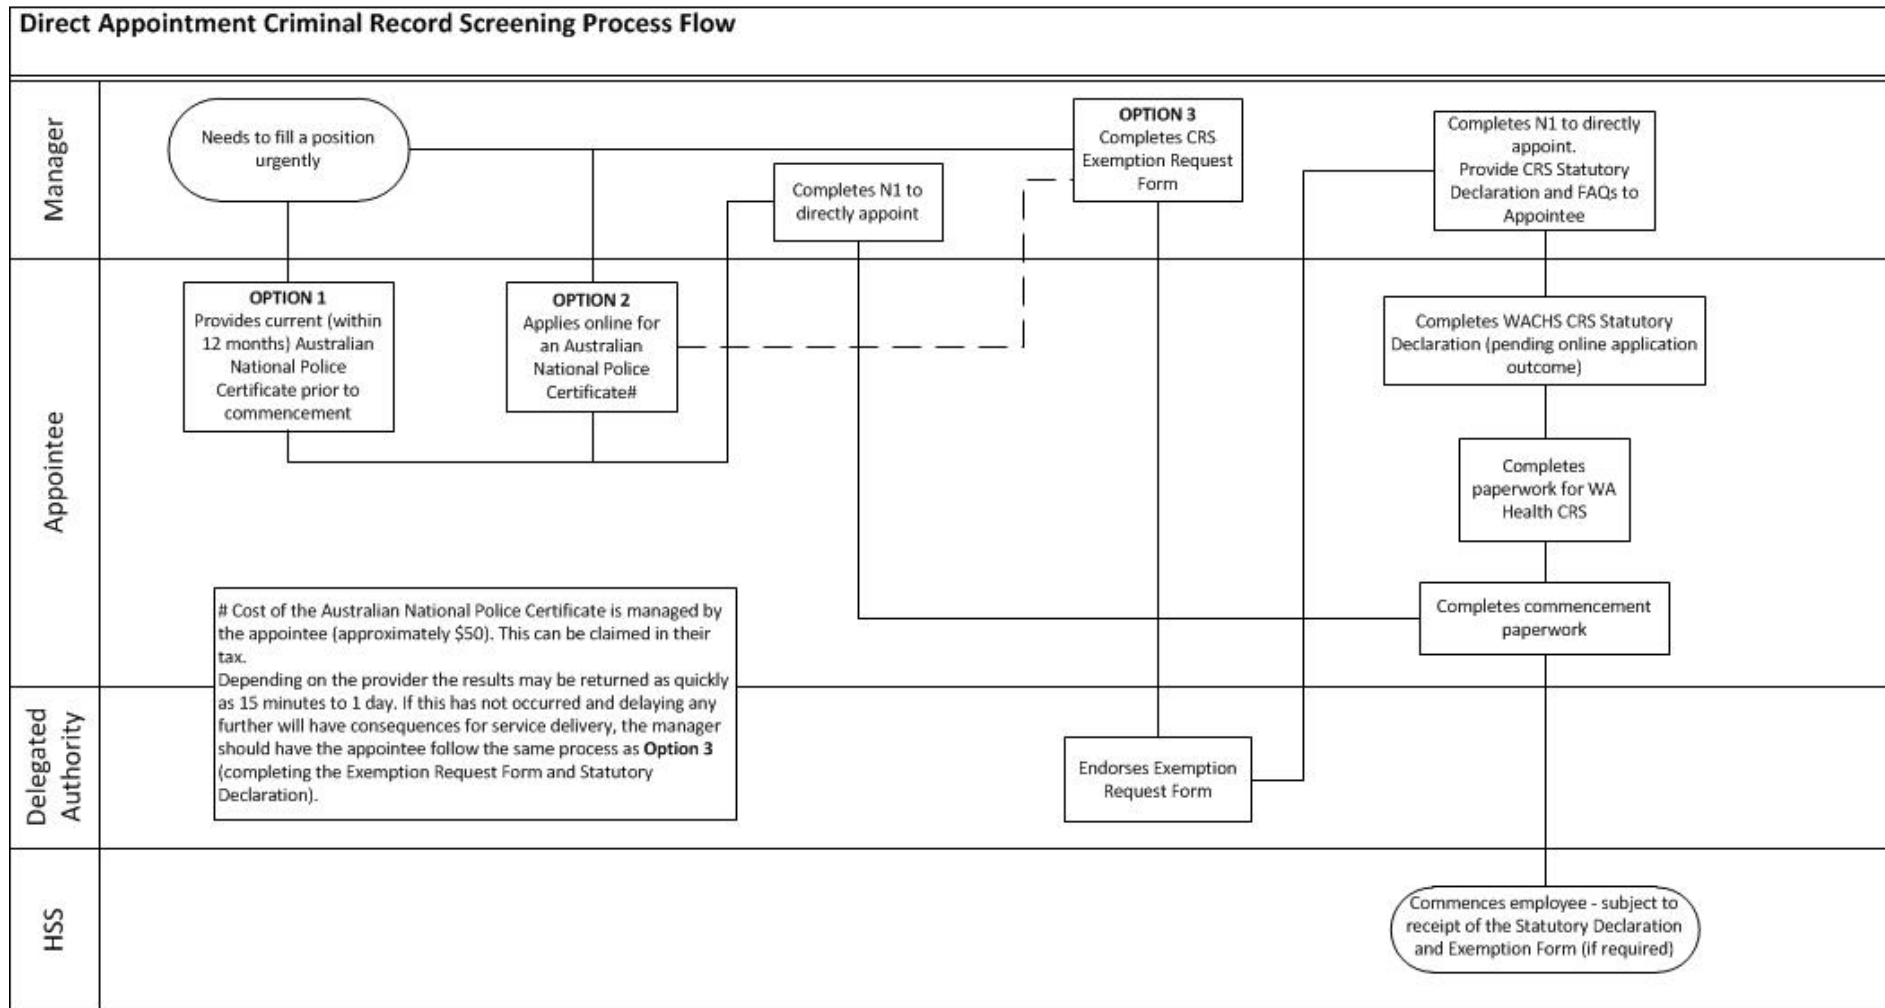 Direct Appointment Criminal Record Screening Process Flow
Manager
Needs to fill a position
urgently
Completes N1 to
directly appoint
OPTION 3
Completes CRS
Exemption Request
Form
Completes N1 to directly
appoint.
Provide CRS Statutory
Declaration and FAQs to
Appointee
Appointee
OPTION 1
Provides current (within
12 months) Australian
National Police
Certificate prior to
commencement
OPTION 2
Applies online for
an Australian
National Police
Certificate#
Completes WACHS CRS Statutory
Declaration (pending online application
outcome)
Completes
paperwork for WA
Health CRS
Completes commencement
paperwork
# Cost of the Australian National Police Certificate is managed by
the appointee (approximately $50). This can be claimed in their
tax.
Depending on the provider the results may be returned as quickly
as 15 minutes to 1 day. If this has not occurred and delaying any
further will have consequences for service delivery, the manager
should have the appointee follow the same process as Option 3
(completing the Exemption Request Form and Statutory
Declaration).
Delegated
Authority
Endorses Exemption
Request Form
HSS
Commences employee - subject to
receipt of the Statutory Declaration
and Exemption Form (if required)